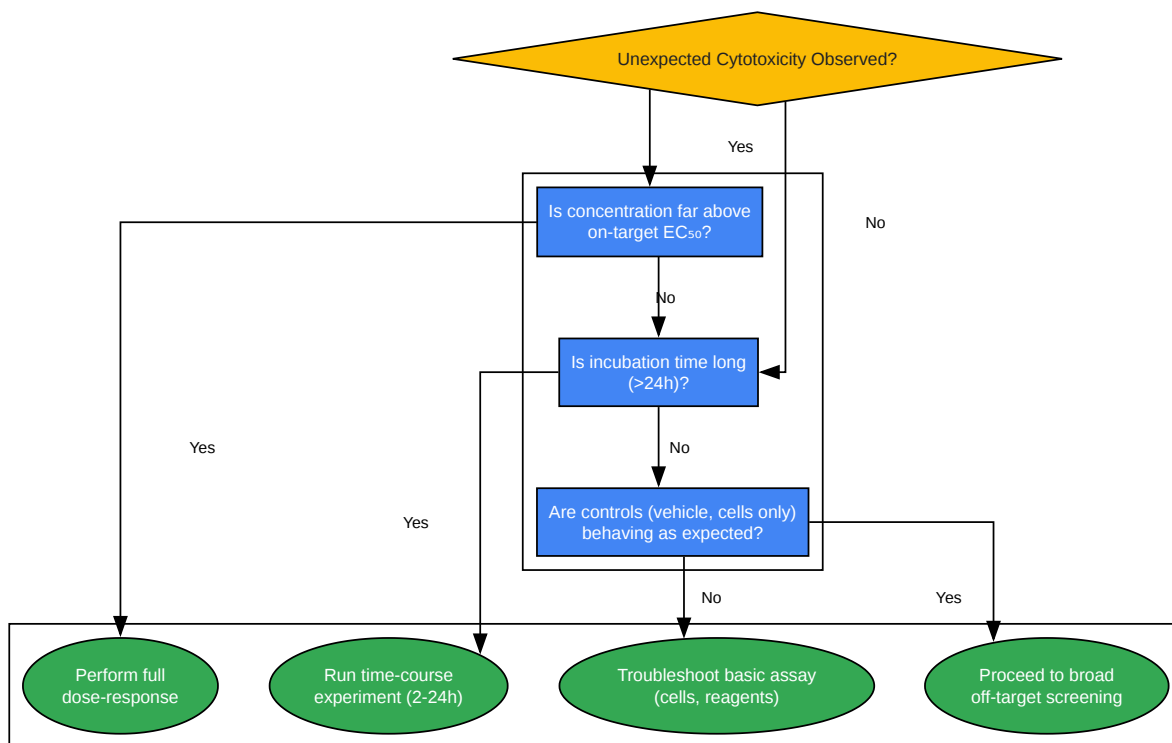 Unexpected Cytotoxicity Observed?
Yes
Is concentration far above
on-target EC₅₀?
No
No
Is incubation time long
(>24h)?
Yes
No
Are controls (vehicle, cells only)
behaving as expected?
Yes
No
Yes
Perform full
dose-response
Run time-course
experiment (2-24h)
Troubleshoot basic assay
(cells, reagents)
Proceed to broad
off-target screening